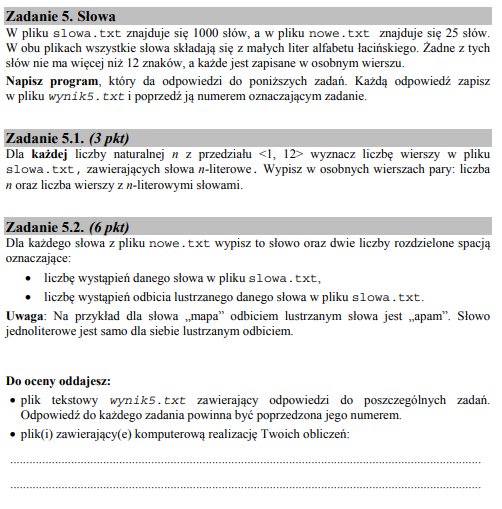 Zadanie 5. Słowa
W pliku slowa.txt znajduje się 1000 słów, a w pliku nowe.txt znajduje się 25 słów.
W obu plikach wszystkie słowa składają się z małych liter alfabetu łacińskiego. Żadne z tych
słów nie ma więcej niż 12 znaków, a każde jest zapisane w osobnym wierszu.
Napisz program, który da odpowiedzi do poniższych zadań. Każdą odpowiedź zapisz
w pliku wynik5.txt i poprzedź ją numerem oznaczającym zadanie.
Zadanie 5.1. (3 pkt)
Dla każdej liczby naturalnej n z przedziału <1, 12> wyznacz liczbę wierszy w pliku
slowa.txt, zawierających słowa n-literowe. Wypisz w osobnych wierszach pary: liczba
n oraz liczba wierszy z n-literowymi słowami.
Zadanie 5.2. (6 pkt)
Dla każdego słowa z pliku nowe.txt wypisz to słowo oraz dwie liczby rozdzielone spacją
oznaczające:
• liczbę wystąpień danego słowa w pliku slowa.txt,
• liczbę wystąpień odbicia lustrzanego danego słowa w pliku slowa.txt.
Uwaga: Na przykład dla słowa „mapa” odbiciem lustrzanym słowa jest „apam”. Słowo
jednoliterowe jest samo dla siebie lustrzanym odbiciem.
Do oceny oddajesz:
• plik tekstowy wynik5.txt zawierający odpowiedzi do poszczególnych zadań.
Odpowiedź do każdego zadania powinna być poprzedzona jego numerem.
• plik(i) zawierający(e) komputerową realizację Twoich obliczeń: